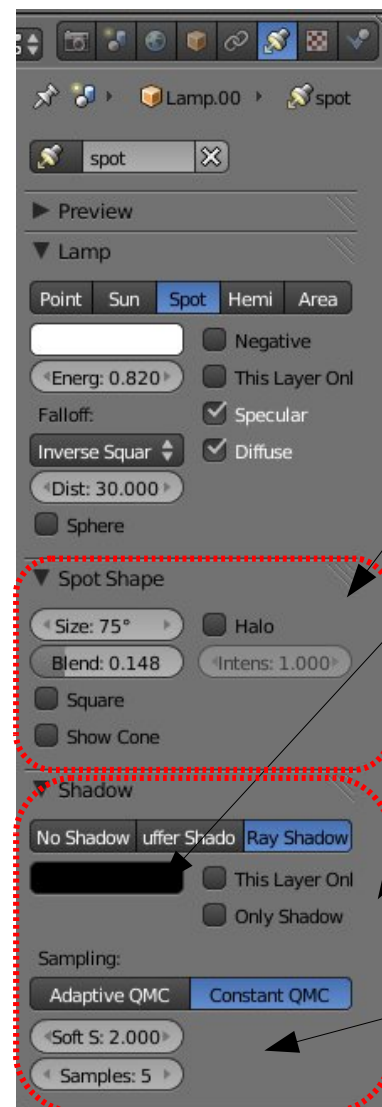 Lamp.00 spot
spot
Preview
Lamp
Point Sun Spot Hemi Area
Negative
Energ: 0.820 This Layer Onl
Falloff: Specular
Inverse Squar Diffuse
Dist: 30.000
Sphere
Spot Shape
Size: 75° Halo
Blend: 0.148 Intens: 1.000
Square
Show Cone
Shadow
No Shadow uffer Shado Ray Shadow
This Layer Onl
Only Shadow
Sampling:
Adaptive QMC Constant QMC
Soft S: 2.000
Samples: 5